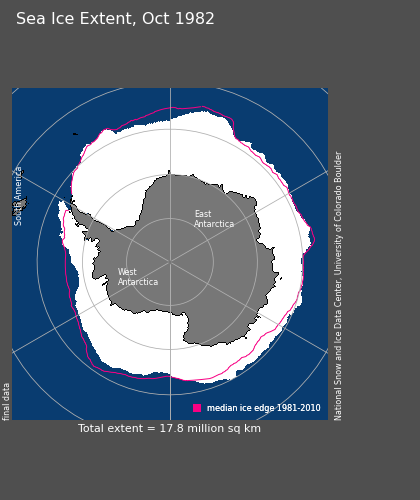 Sea Ice Extent, Oct 1982
South America
East
Antarctica
West
Antarctica
National Snow and Ice Data Center, University of Colorado Boulder
final data
median ice edge 1981-2010
Total extent = 17.8 million sq km